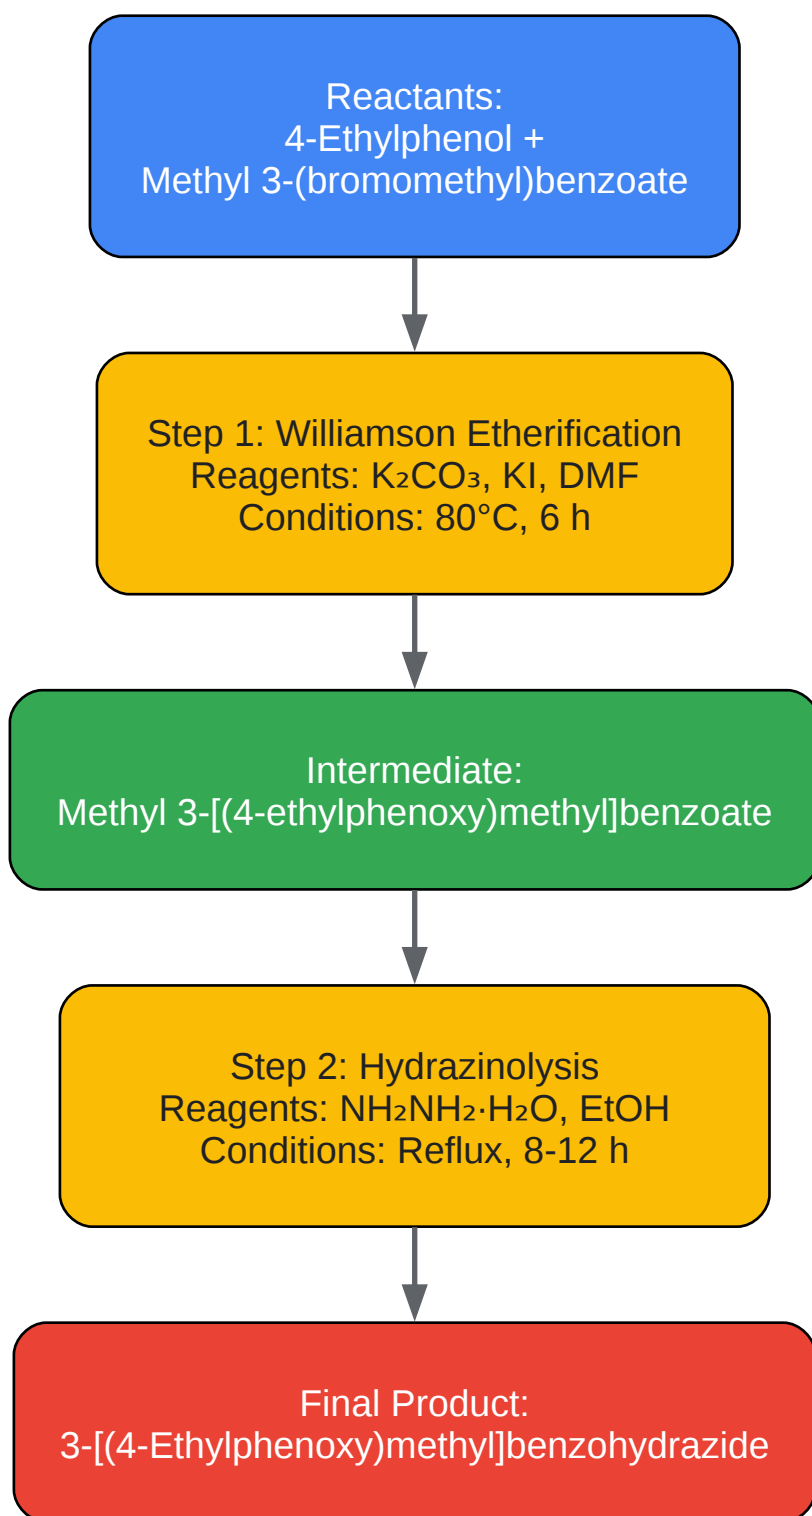 Reactants:
4-Ethylphenol +
Methyl 3-(bromomethyl)benzoate
Step 1: Williamson Etherification
Reagents: K₂CO₃, KI, DMF
Conditions: 80°C, 6 h
Intermediate:
Methyl 3-[(4-ethylphenoxy)methyl]benzoate
Step 2: Hydrazinolysis
Reagents: NH₂NH₂·H₂O, EtOH
Conditions: Reflux, 8-12 h
Final Product:
3-[(4-Ethylphenoxy)methyl]benzohydrazide